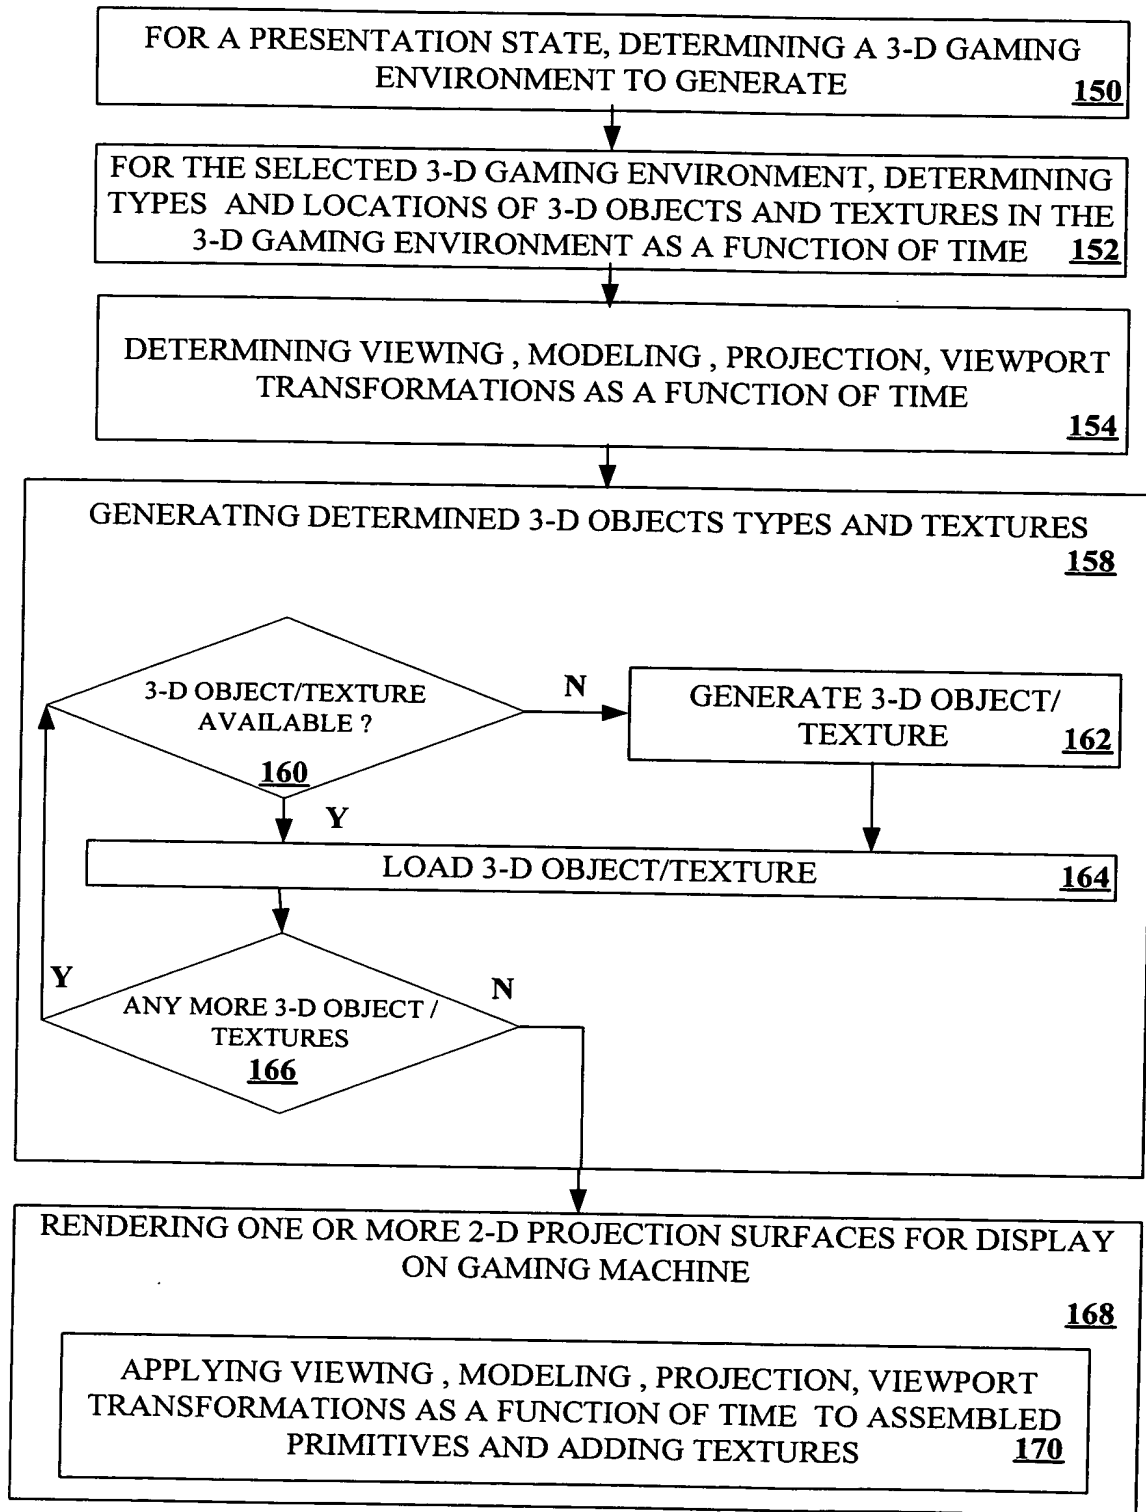 FOR A PRESENTATION STATE, DETERMINING A 3-D GAMING
ENVIRONMENT TO GENERATE
150
FOR THE SELECTED 3-D GAMING ENVIRONMENT, DETERMINING
TYPES AND LOCATIONS OF 3-D OBJECTS AND TEXTURES IN THE
3-D GAMING ENVIRONMENT AS A FUNCTION OF TIME 152
DETERMINING VIEWING , MODELING , PROJECTION, VIEWPORT
TRANSFORMATIONS AS A FUNCTION OF TIME
154
GENERATING DETERMINED 3-D OBJECTS TYPES AND TEXTURES
158
3-D OBJECT/TEXTURE
AVAILABLE ?
160
N
GENERATE 3-D OBJECT/
TEXTURE
162
Y
LOAD 3-D OBJECT/TEXTURE 164
Y
ANY MORE 3-D OBJECT /
TEXTURES
166
N
RENDERING ONE OR MORE 2-D PROJECTION SURFACES FOR DISPLAY
ON GAMING MACHINE
168
APPLYING VIEWING , MODELING , PROJECTION, VIEWPORT
TRANSFORMATIONS AS A FUNCTION OF TIME TO ASSEMBLED
PRIMITIVES AND ADDING TEXTURES 170